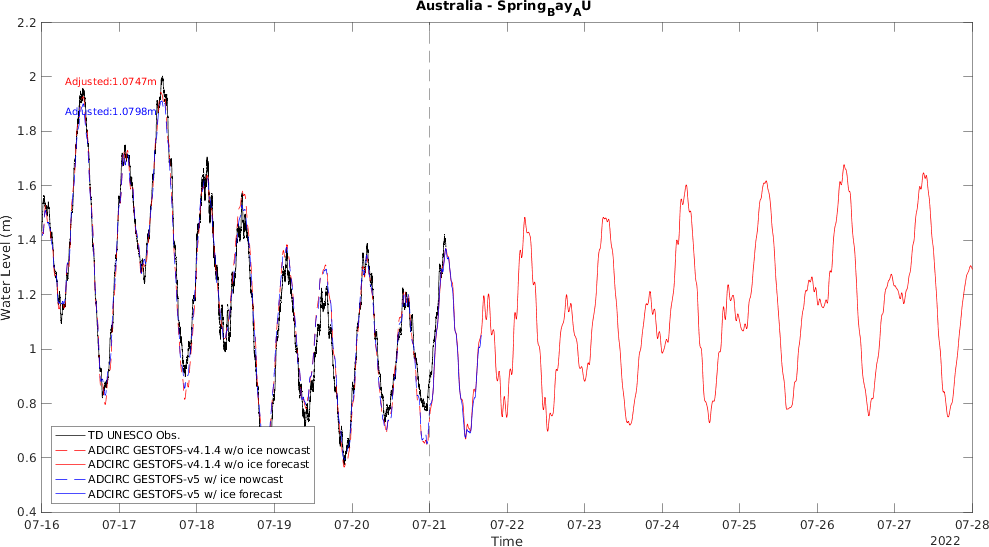 Australia - SpringBayAU
2.2
2
1.8
1.6
1.4
1.2
1
0.8
0.6
0.4
Water Level (m)
Adjusted:1.0747m
Adjusted:1.0798m
TD UNESCO Obs.
ADCIRC GESTOFS-v4.1.4 w/o ice nowcast
ADCIRC GESTOFS-v4.1.4 w/o ice forecast
ADCIRC GESTOFS-v5 w/ ice nowcast
ADCIRC GESTOFS-v5 w/ ice forecast
07-16 07-17 07-18 07-19 07-20 07-21 07-22 07-23 07-24 07-25 07-26 07-27 07-28
Time
2022